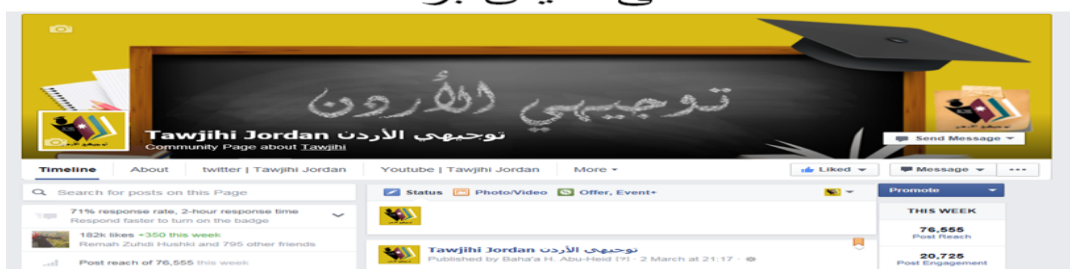 توجيهي الأردن
Tawjihi Jordan توجيهي الأردن
Community Page about Tawjihi
Send Message
Timeline About twitter | Tawjihi Jordan Youtube | Tawjihi Jordan More
Liked Message
Search for posts on this Page
Status Photo/Video Offer, Event+
Promote
71% response rate, 2-hour response time
Respond faster to turn on the badge
THIS WEEK
182k likes +350 this week
Remah Zuhdi Hushki and 795 other friends
76,555
Post Reach
Tawjihi Jordan توجيهي الأردن
Published by Baha'a H. Abu-Heid [?] · 2 March at 21:17 ·
Post reach of 76,555 this week
20,725
Post Engagement